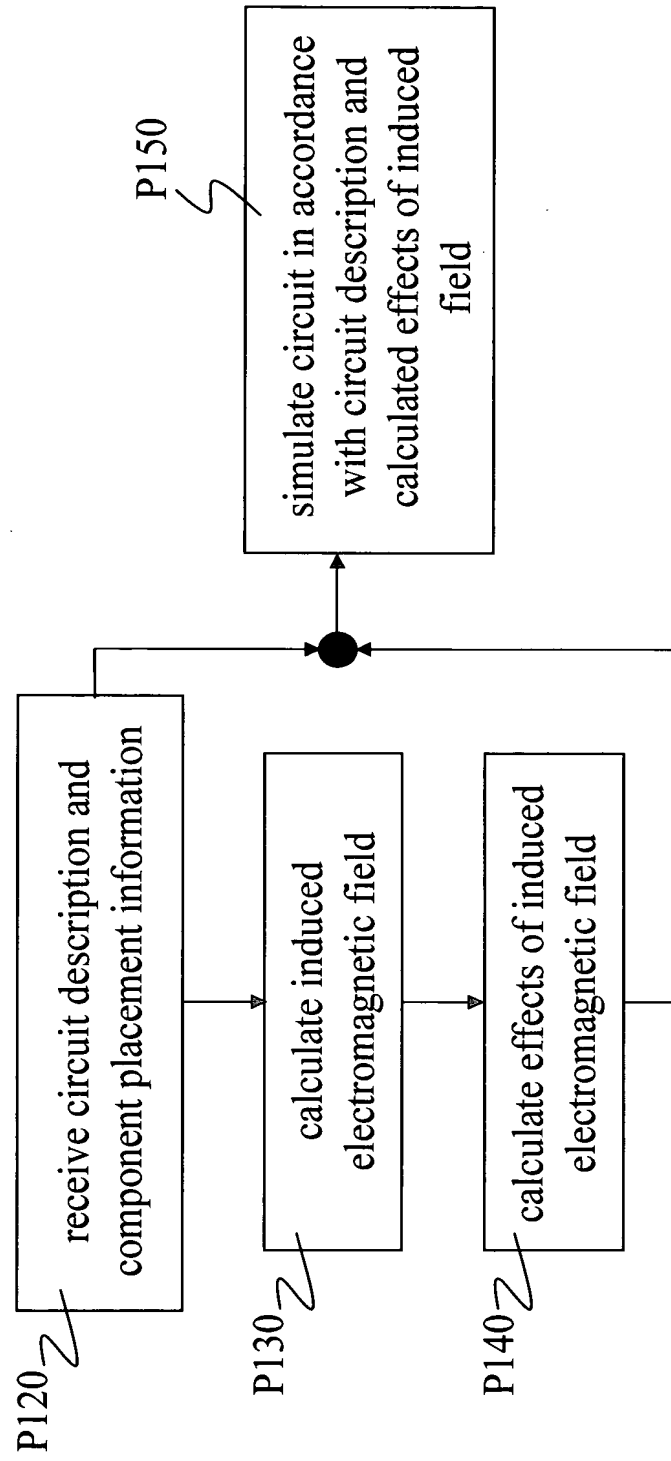 P120
receive circuit description and
component placement information
P130
calculate induced
electromagnetic field
P140
calculate effects of induced
electromagnetic field
P150
simulate circuit in accordance
with circuit description and
calculated effects of induced
field